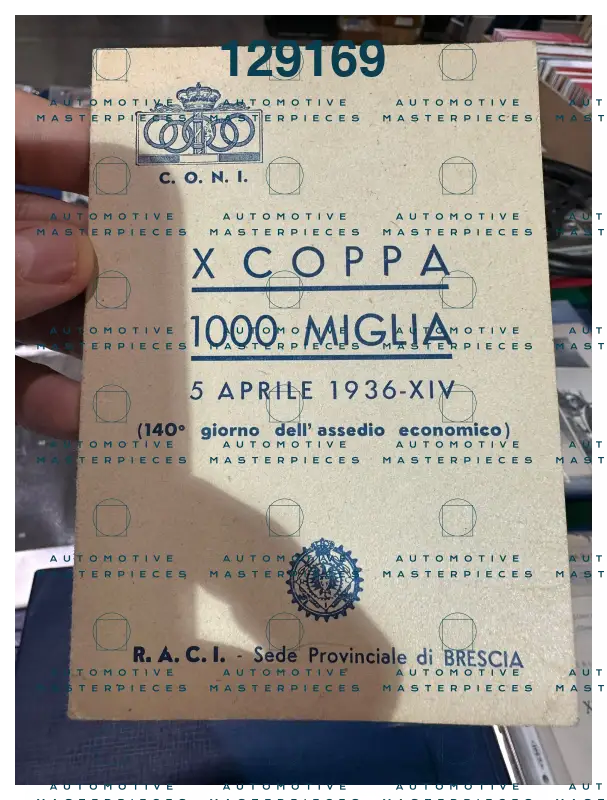 129169
C. O. N. I.
X COPPA
1000 MIGLIA
5 APRILE 1936-XIV
(140° giorno dell' assedio economico)
R. A. C. I. - Sede Provinciale di BRESCIA
AUTOMOTIVE
MASTERPIECES